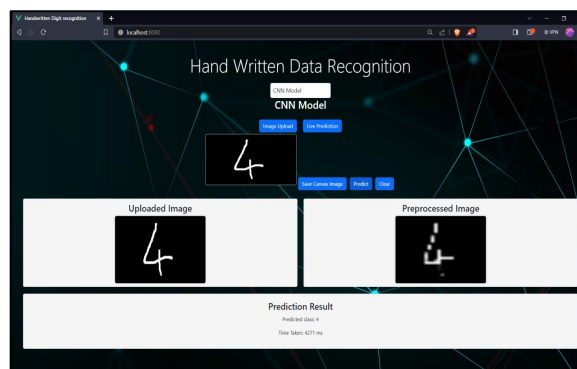 Handwritten Digit recognition
localhost:8080
VPN
Hand Written Data Recognition
CNN Model
CNN Model
Image Upload Live Prediction
4
Save Canvas Image Predict Clear
Uploaded Image Preprocessed Image
4 4
Prediction Result
Predicted class: 4
Time Taken: 4271 ms